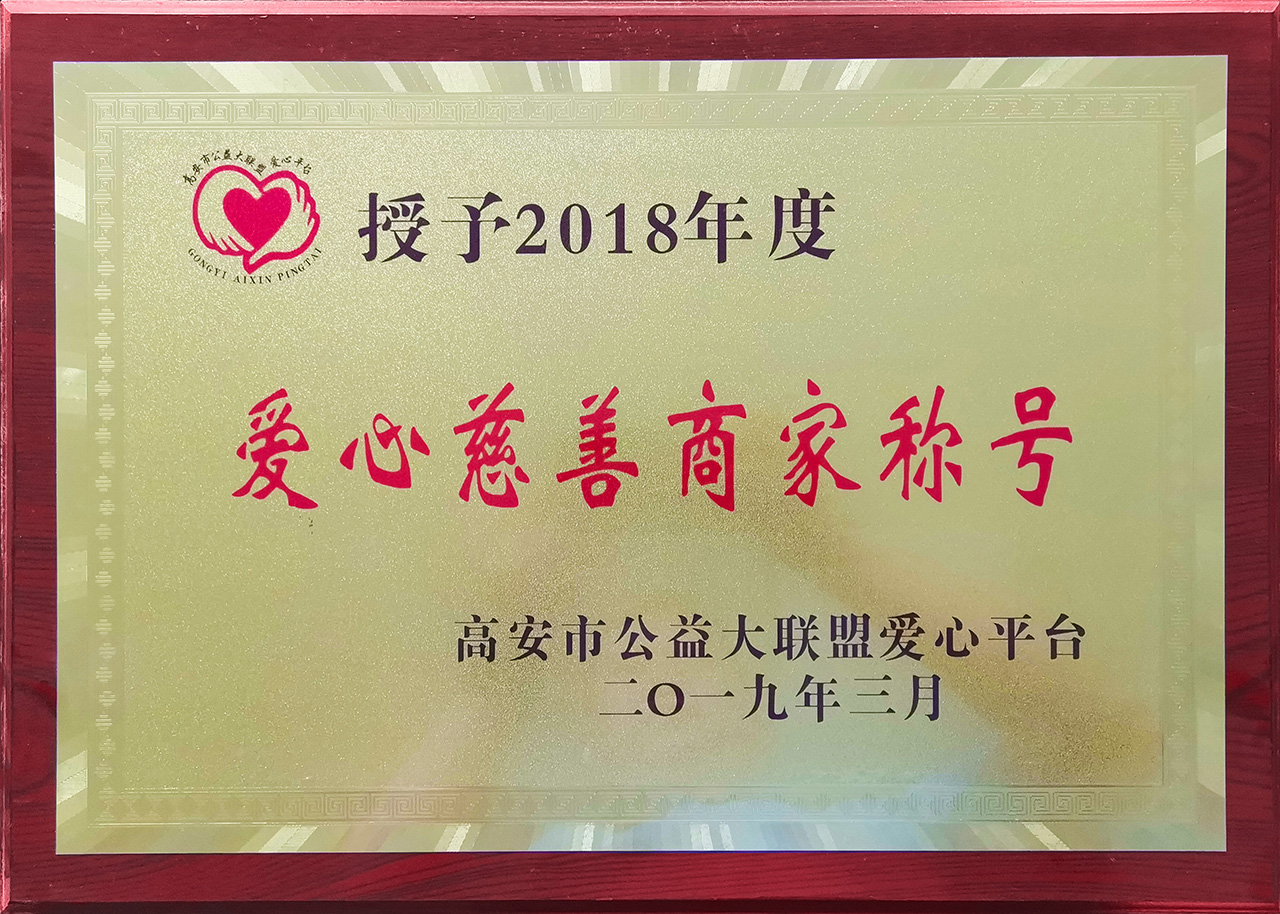 高安市公益大联盟爱心平台
GONGYI AIXIN PINGTAI
授予2018年度
爱心慈善商家称号
高安市公益大联盟爱心平台
二〇一九年三月